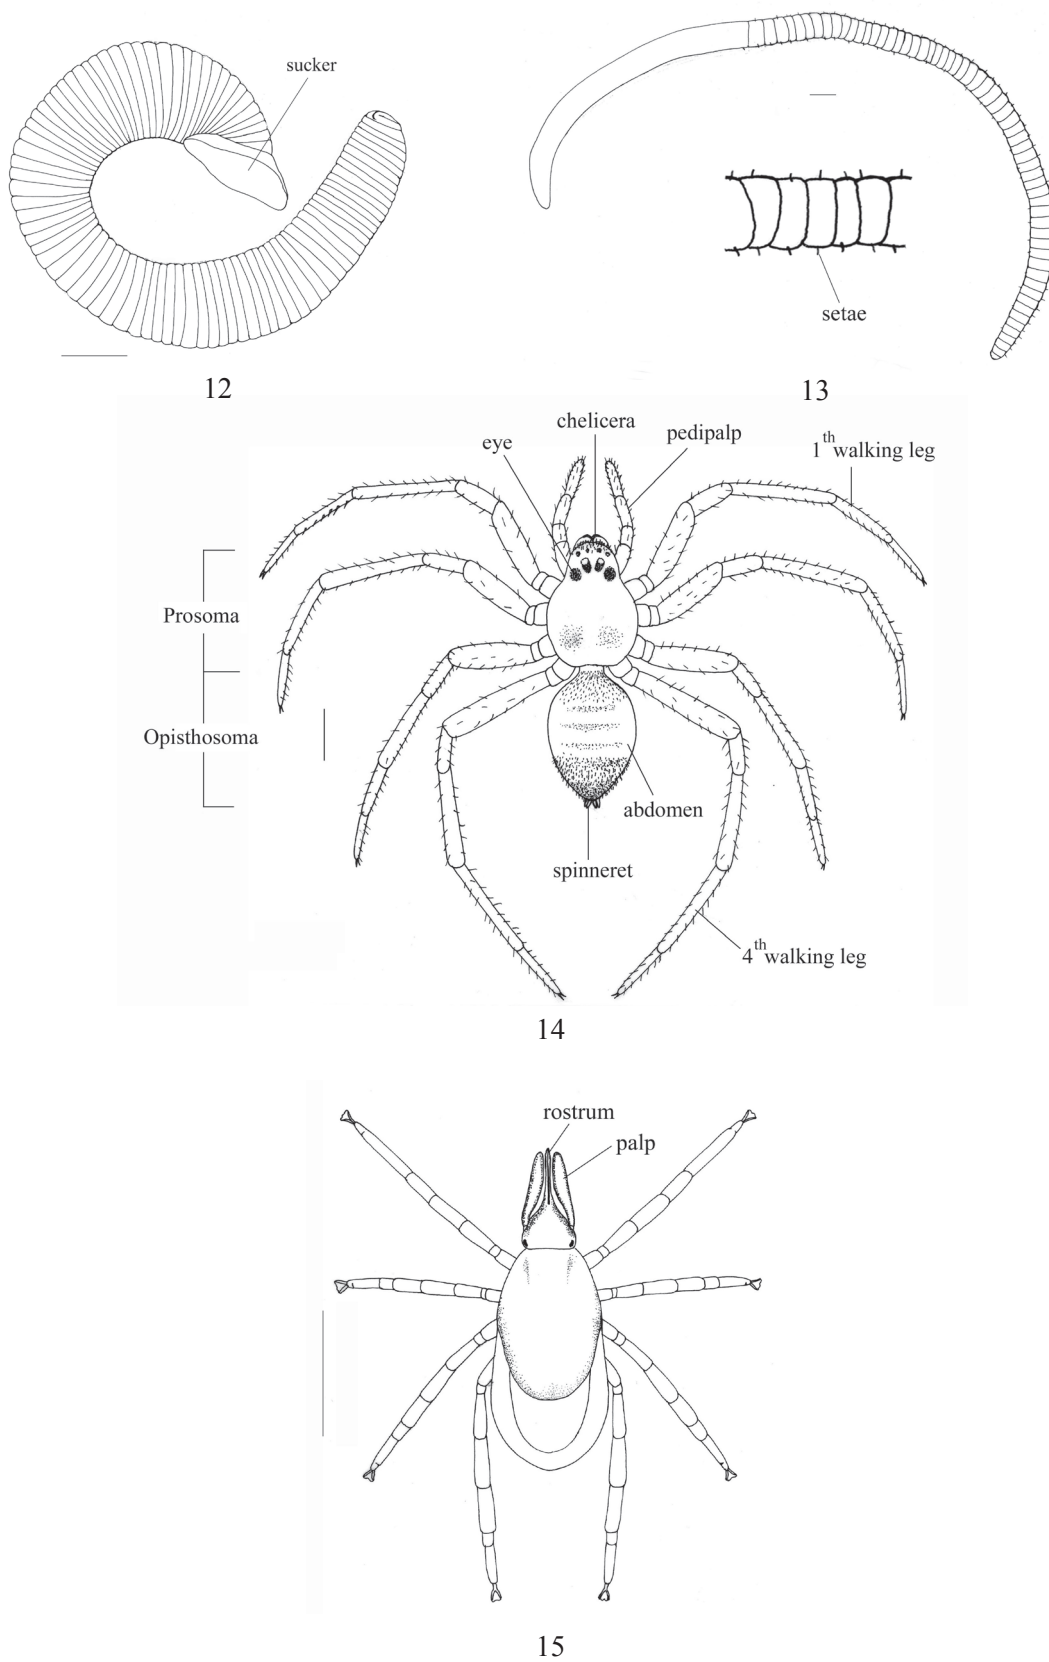 sucker
setae
12
13
chelicera
eye
pedipalp
1th walking leg
Prosoma
Opisthosoma
abdomen
spinneret
4th walking leg
14
rostrum
palp
15